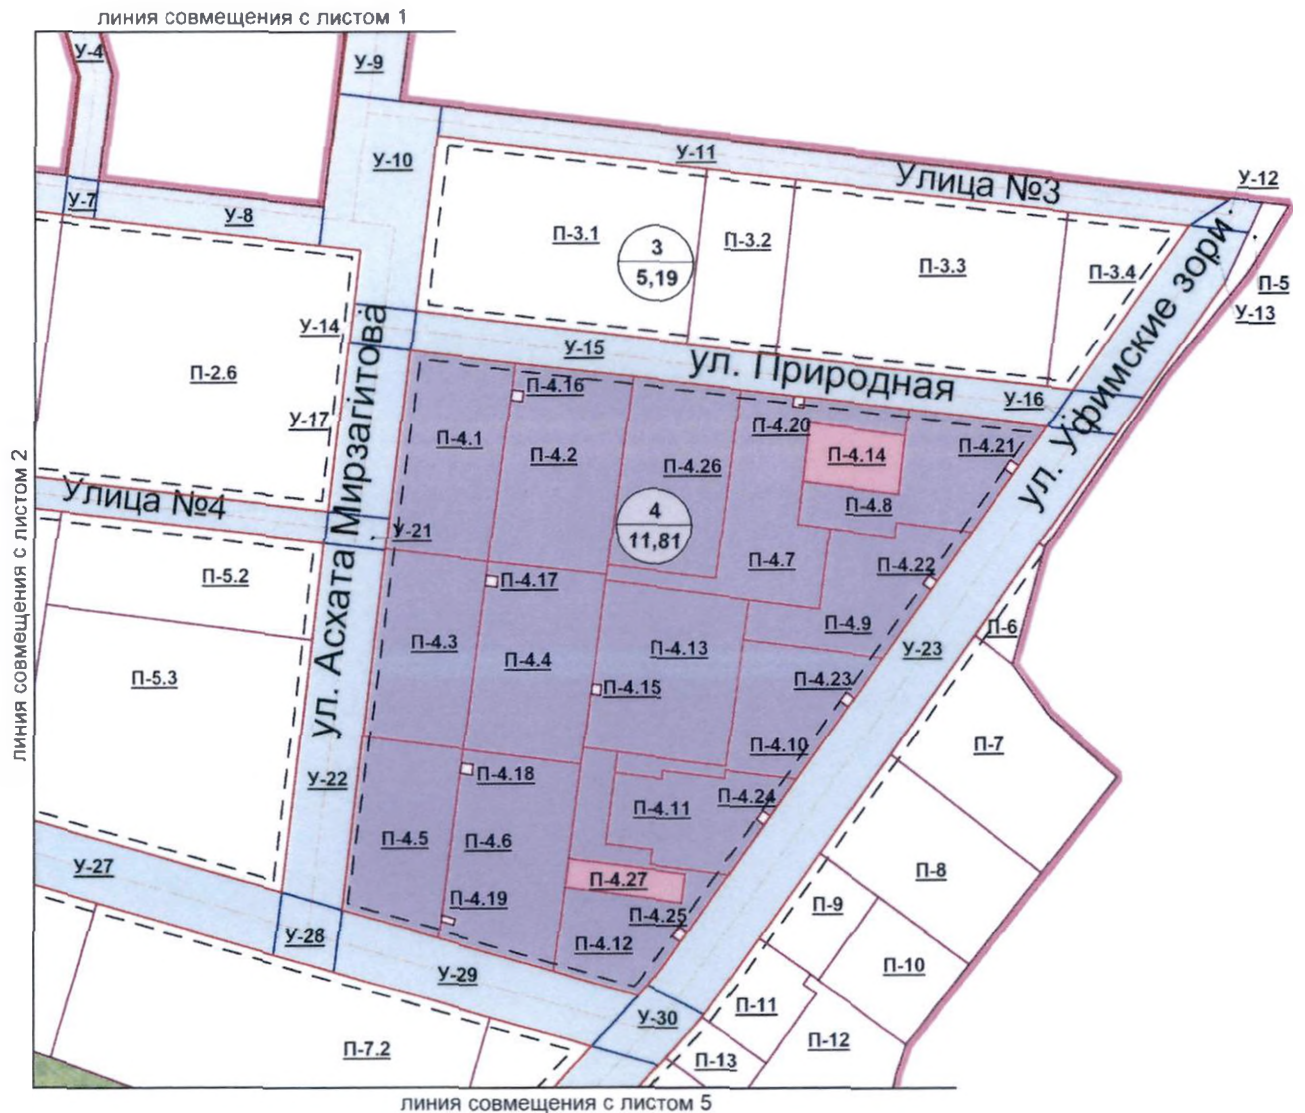 линия совмещения с листом 1
У-4
У-9
У-10
У-11
Улица №3
У-12
У-7
У-8
П-3.1
3
5,19
П-3.2
П-3.3
П-3.4
П-5
У-13
У-14
У-15
ул. Природная
У-16
ул. Уфимские зори
П-2.6
У-17
ул. Асхата Мирзагитова
П-4.16
П-4.1
П-4.2
П-4.26
П-4.20
П-4.14
П-4.21
П-4.8
линия совмещения с листом 2
Улица №4
У-21
4
11,81
П-4.7
П-4.22
П-5.2
П-4.17
П-4.9
П-6
П-4.3
П-4.4
П-4.13
У-23
П-5.3
П-4.15
П-4.23
П-4.10
П-7
У-22
П-4.18
П-4.11
П-4.24
П-4.5
П-4.6
У-27
П-4.27
П-8
П-4.19
П-4.25
П-9
У-28
П-4.12
У-29
П-10
П-11
У-30
П-12
П-7.2
П-13
линия совмещения с листом 5